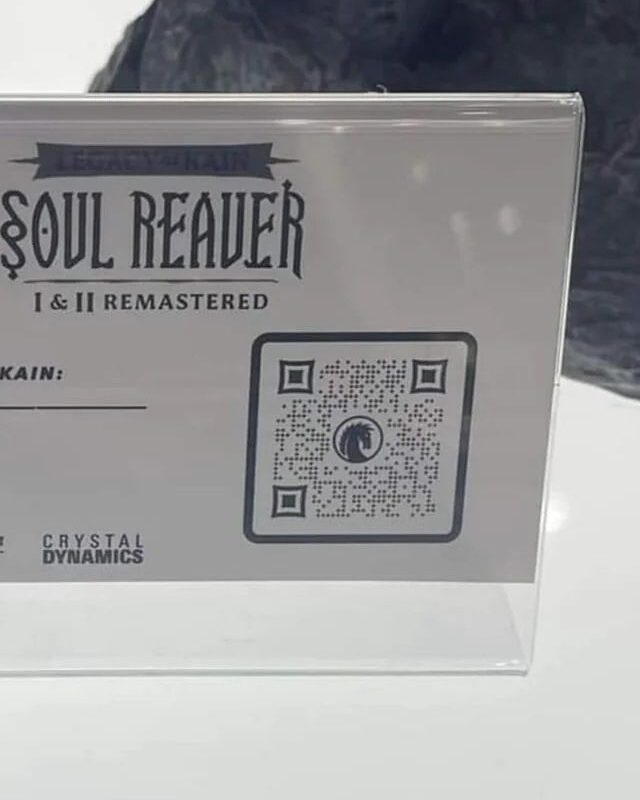 LEGACY OF KAIN
SOUL REAVER
I & II REMASTERED
KAIN:
CRYSTAL
DYNAMICS